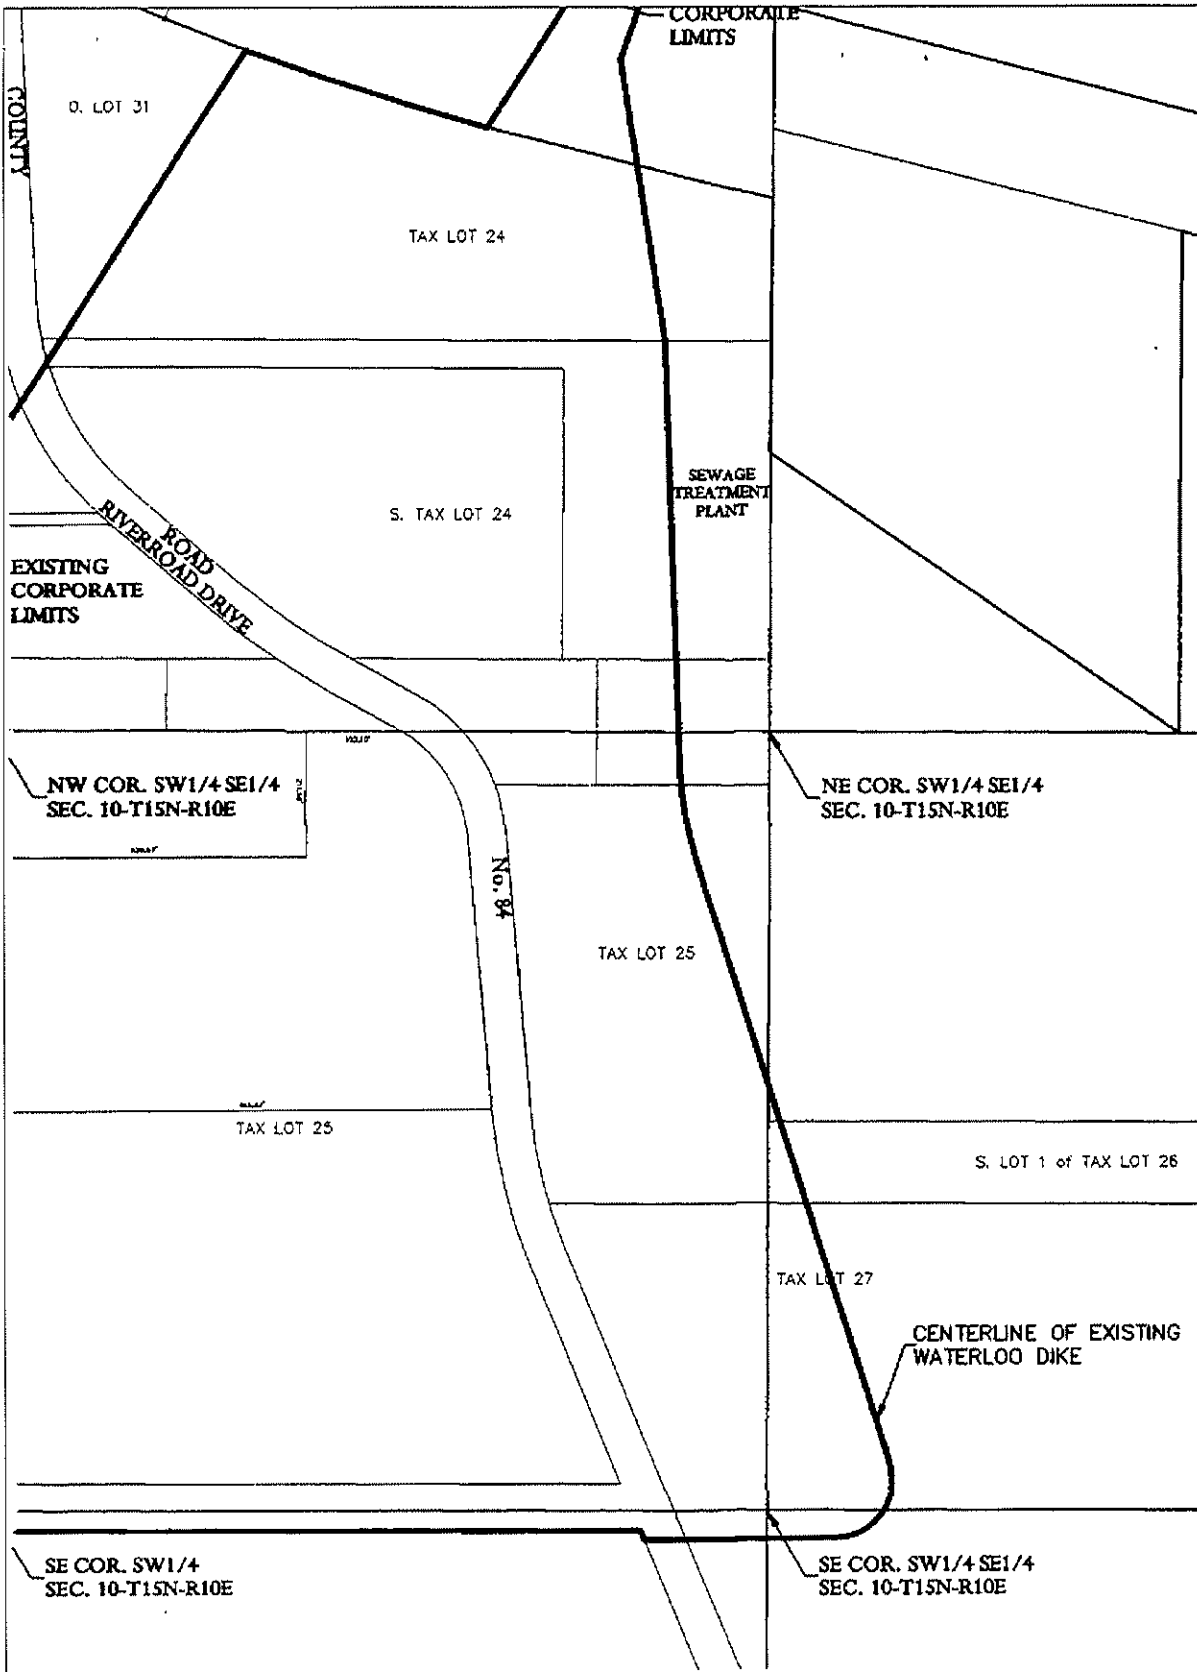 CORPORATE
LIMITS
O. LOT 31
COUNTY
TAX LOT 24
SEWAGE
TREATMENT
PLANT
S. TAX LOT 24
ROAD
RIVERROAD DRIVE
EXISTING
CORPORATE
LIMITS
NW COR. SW1/4 SE1/4
SEC. 10-T15N-R10E
NE COR. SW1/4 SE1/4
SEC. 10-T15N-R10E
No. 84
TAX LOT 25
TAX LOT 25
S. LOT 1 of TAX LOT 26
TAX LOT 27
CENTERLINE OF EXISTING
WATERLOO DIKE
SE COR. SW1/4
SEC. 10-T15N-R10E
SE COR. SW1/4 SE1/4
SEC. 10-T15N-R10E